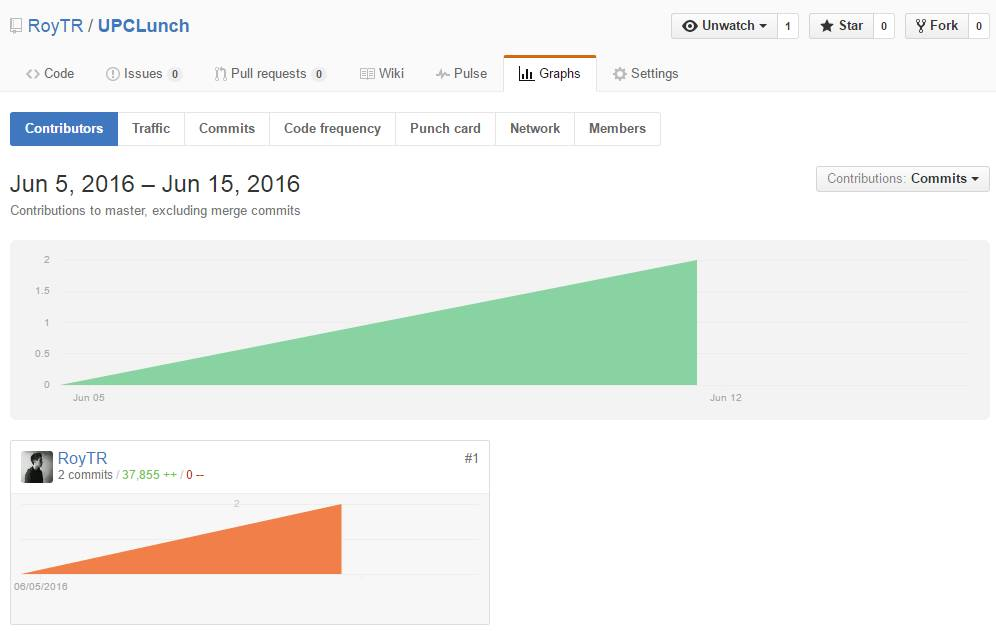 RoyTR / UPCLunch
Unwatch 1 Star 0 Fork 0
Code Issues 0 Pull requests 0 Wiki Pulse Graphs Settings
Contributors Traffic Commits Code frequency Punch card Network Members
Jun 5, 2016 – Jun 15, 2016
Contributions: Commits
Contributions to master, excluding merge commits
2
1.5
1
0.5
0
Jun 05 Jun 12
RoyTR #1
2 commits / 37,855 ++ / 0 --
2
06/05/2016